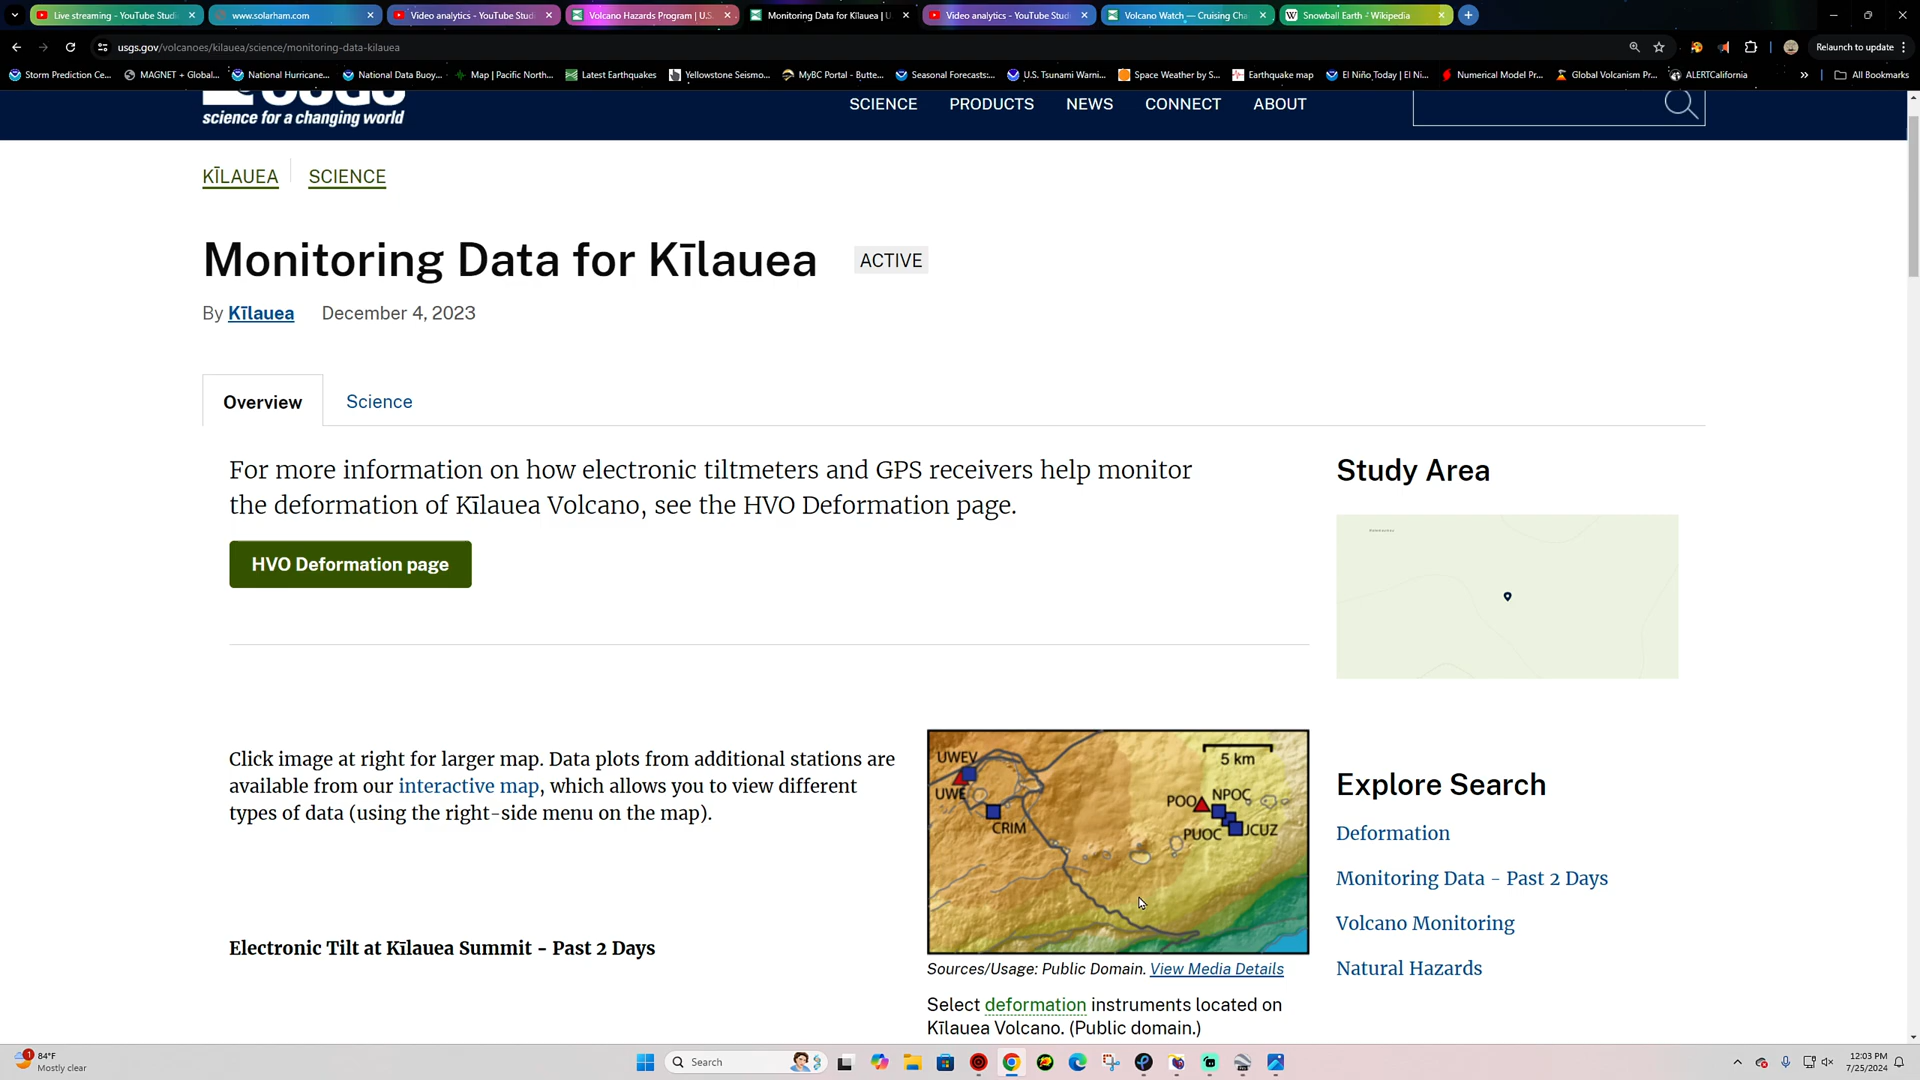 Live streaming - YouTube Studi
www.solarham.com
Video analytics - YouTube Studi
Volcano Hazards Program | U.S.
Monitoring Data for Kīlauea | U
Video analytics - YouTube Studi
Volcano Watch — Cruising Cha
Snowball Earth - Wikipedia
usgs.gov/volcanoes/kilauea/science/monitoring-data-kilauea
Relaunch to update
Storm Prediction Ce...
MAGNET + Global...
National Hurricane...
National Data Buoy...
Map | Pacific North...
Latest Earthquakes
Yellowstone Seismo...
MyBC Portal - Butte...
Seasonal Forecasts:...
U.S. Tsunami Warni...
Space Weather by S...
Earthquake map
El Niño Today | El Ni...
Numerical Model Pr...
Global Volcanism Pr...
ALERTCalifornia
All Bookmarks
science for a changing world
SCIENCE
PRODUCTS
NEWS
CONNECT
ABOUT
KĪLAUEA
SCIENCE
Monitoring Data for Kīlauea
ACTIVE
By Kīlauea
December 4, 2023
Overview
Science
For more information on how electronic tiltmeters and GPS receivers help monitor
the deformation of Kīlauea Volcano, see the HVO Deformation page.
HVO Deformation page
Study Area
Click image at right for larger map. Data plots from additional stations are
available from our interactive map, which allows you to view different
types of data (using the right-side menu on the map).
UWEV
UWE
CRIM
5 km
POO
NPOC
PUOC
JCUZ
Sources/Usage: Public Domain. View Media Details
Select deformation instruments located on
Kīlauea Volcano. (Public domain.)
Electronic Tilt at Kīlauea Summit - Past 2 Days
Explore Search
Deformation
Monitoring Data - Past 2 Days
Volcano Monitoring
Natural Hazards
1
84°F
Mostly clear
Search
12:03 PM
7/25/2024